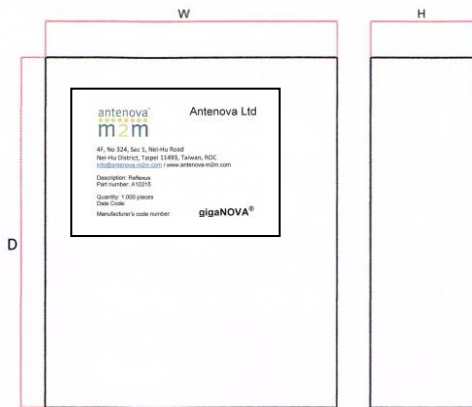 W
H
D
antenova®
m2m
Antenova Ltd
4F, No 324, Sec 1, Nei-Hu Road
Nei-Hu District, Taipei 11493, Taiwan, ROC
info@antenova-m2m.com / www.antenova-m2m.com
Description: Reflexus
Part number: A10315
Quantity: 1,000 pieces
Date Code:
Manufacturer's code number:
gigaNOVA®